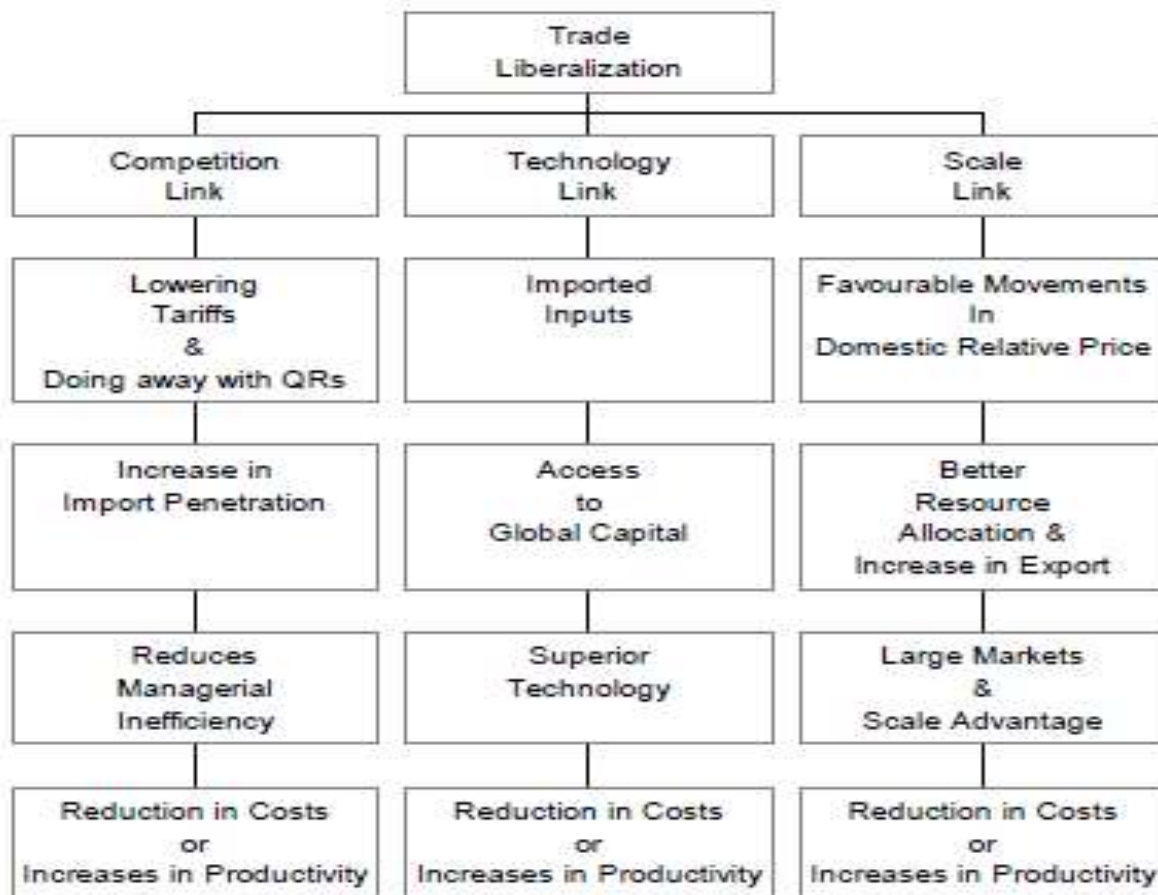 Trade
Liberalization
Competition
Link
Technology
Link
Scale
Link
Lowering
Tariffs
&
Doing away with QRs
Imported
Inputs
Favourable Movements
In
Domestic Relative Price
Increase in
Import Penetration
Access
to
Global Capital
Better
Resource
Allocation &
Increase in Export
Reduces
Managerial
Inefficiency
Superior
Technology
Large Markets
&
Scale Advantage
Reduction in Costs
or
Increases in Productivity
Reduction in Costs
or
Increases in Productivity
Reduction in Costs
or
Increases in Productivity